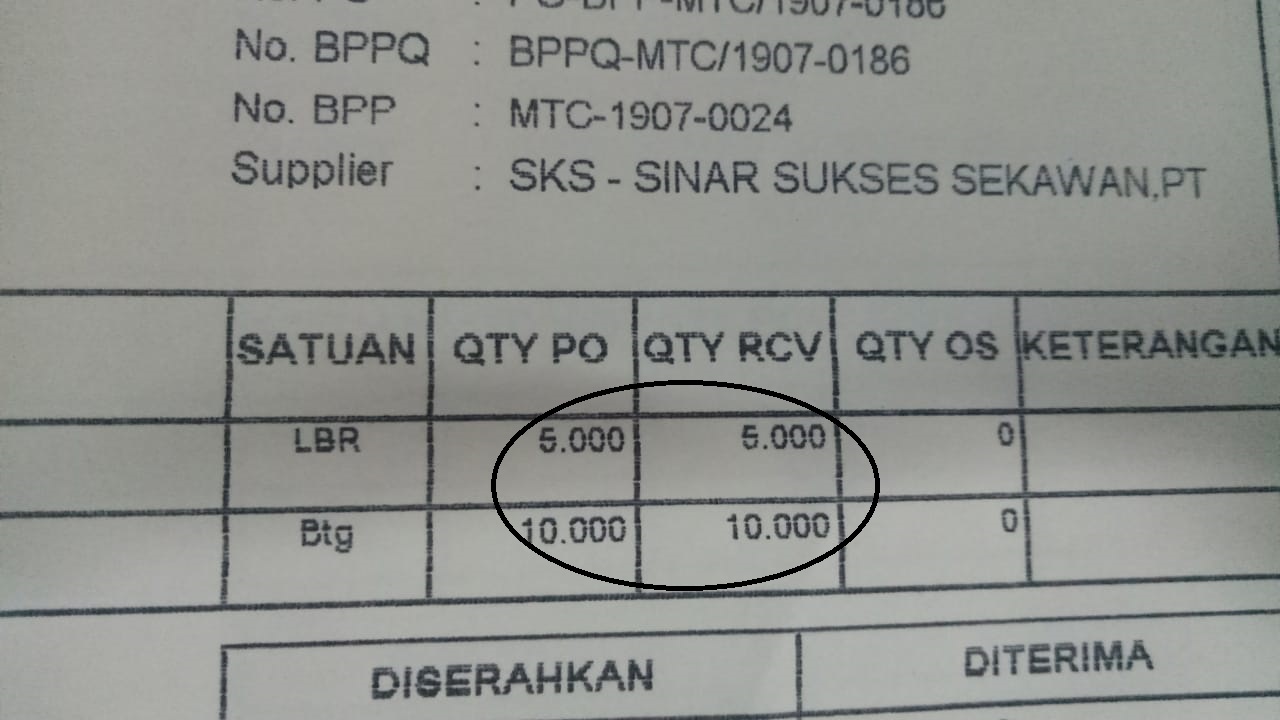 : PO-BPP-MTC/1907-0186
No. BPPQ : BPPQ-MTC/1907-0186
No. BPP : MTC-1907-0024
Supplier : SKS - SINAR SUKSES SEKAWAN,PT
SATUAN QTY PO QTY RCV QTY OS KETERANGAN
LBR 5.000 5.000 0
Btg 10.000 10.000 0
DISERAHKAN DITERIMA